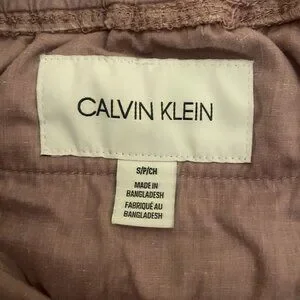 CALVIN KLEIN
S/P/CH
MADE IN
BANGLADESH
FABRIQUÉ AU
BANGLADESH